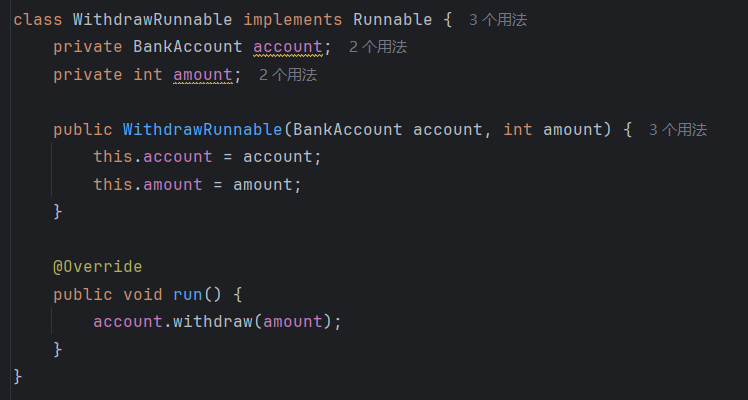 class WithdrawRunnable implements Runnable { 3 个用法
    private BankAccount account; 2 个用法
    private int amount; 2 个用法
    public WithdrawRunnable(BankAccount account, int amount) { 3 个用法
        this.account = account;
        this.amount = amount;
    }
    @Override
    public void run() {
        account.withdraw(amount);
    }
}